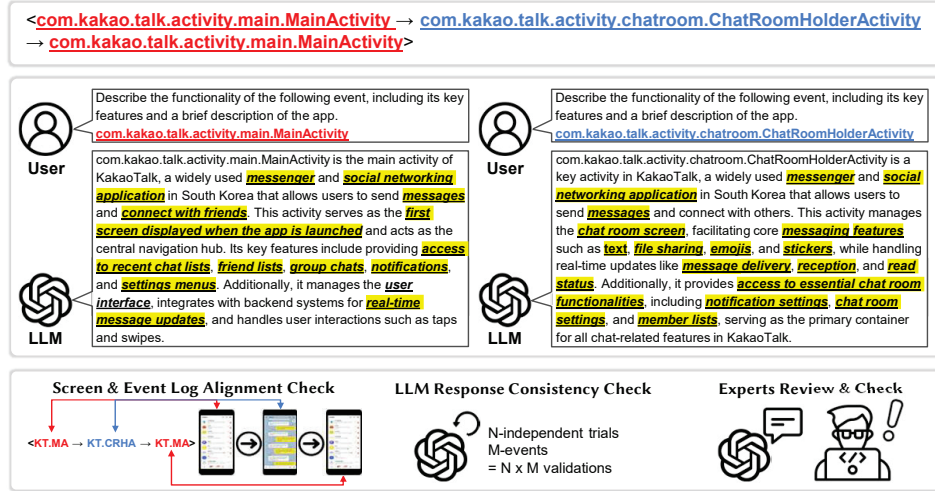 <com.kakao.talk.activity.main.MainActivity → com.kakao.talk.activity.chatroom.ChatRoomHolderActivity
→ com.kakao.talk.activity.main.MainActivity>
User
Describe the functionality of the following event, including its key
features and a brief description of the app.
com.kakao.talk.activity.main.MainActivity
com.kakao.talk.activity.main.MainActivity is the main activity of
KakaoTalk, a widely used messenger and social networking
application in South Korea that allows users to send messages
and connect with friends. This activity serves as the first
screen displayed when the app is launched and acts as the
central navigation hub. Its key features include providing access
to recent chat lists, friend lists, group chats, notifications,
and settings menus. Additionally, it manages the user
interface, integrates with backend systems for real-time
message updates, and handles user interactions such as taps
and swipes.
LLM
User
Describe the functionality of the following event, including its key
features and a brief description of the app.
com.kakao.talk.activity.chatroom.ChatRoomHolderActivity
com.kakao.talk.activity.chatroom.ChatRoomHolderActivity is a
key activity in KakaoTalk, a widely used messenger and social
networking application in South Korea that allows users to
send messages and connect with others. This activity manages
the chat room screen, facilitating core messaging features
such as text, file sharing, emojis, and stickers, while handling
real-time updates like message delivery, reception, and read
status. Additionally, it provides access to essential chat room
functionalities, including notification settings, chat room
settings, and member lists, serving as the primary container
for all chat-related features in KakaoTalk.
LLM
Screen & Event Log Alignment Check
<KT.MA → KT.CRHA → KT.MA>
LLM Response Consistency Check
N-independent trials
M-events
= N x M validations
Experts Review & Check